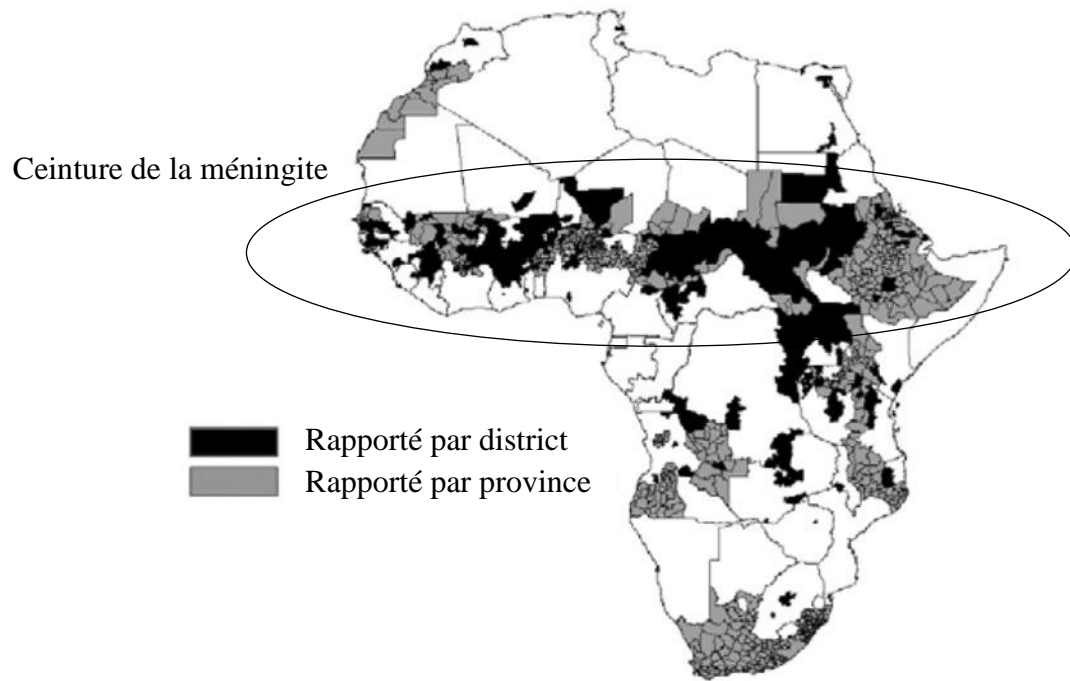 Ceinture de la méningite
Rapporté par district
Rapporté par province